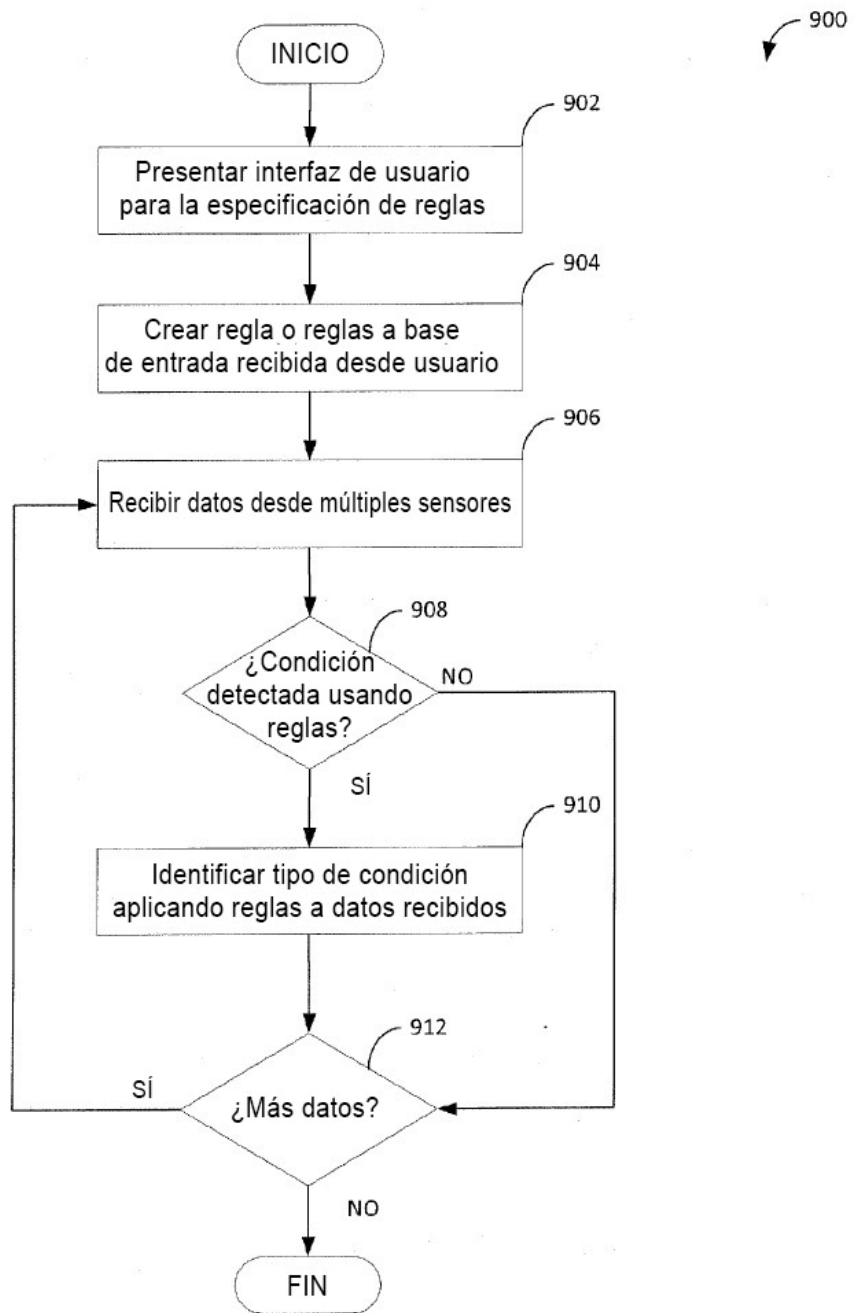 900
INICIO
902
Presentar interfaz de usuario
para la especificación de reglas
904
Crear regla o reglas a base
de entrada recibida desde usuario
906
Recibir datos desde múltiples sensores
908
¿Condición
detectada usando
reglas?
NO
SÍ
910
Identificar tipo de condición
aplicando reglas a datos recibidos
912
SÍ
¿Más datos?
NO
FIN